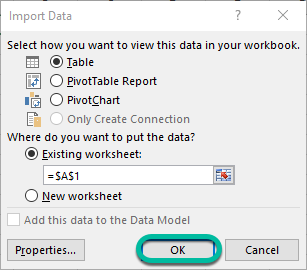 Import Data
Select how you want to view this data in your workbook.
Table
PivotTable Report
PivotChart
Only Create Connection
Where do you want to put the data?
Existing worksheet:
=$A$1
New worksheet
Add this data to the Data Model
Properties... OK Cancel